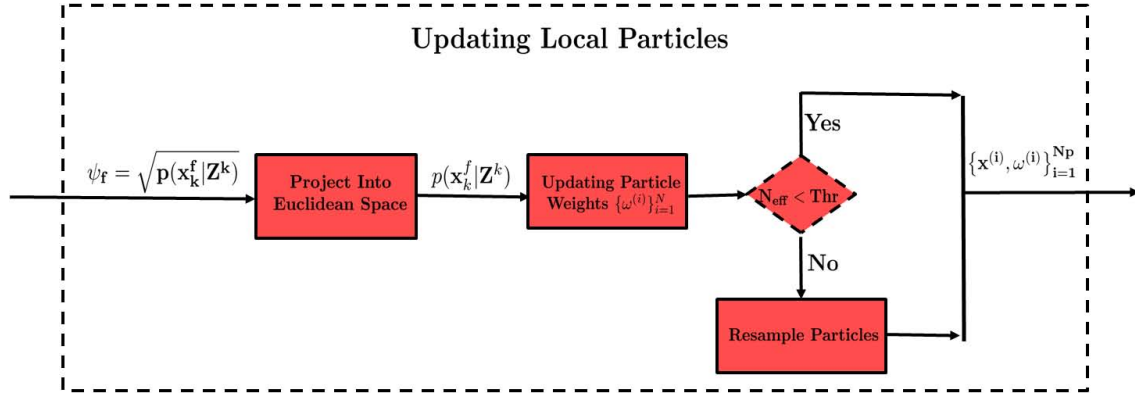 Updating Local Particles
ψ_f = √p(x_k^f|Z^k)
Project Into
Euclidean Space
p(x_k^f|Z^k)
Updating Particle
Weights {ω^(i)}_{i=1}^N
N_eff < Thr
Yes
No
Resample Particles
{x^(i), ω^(i)}_{i=1}^{Np}